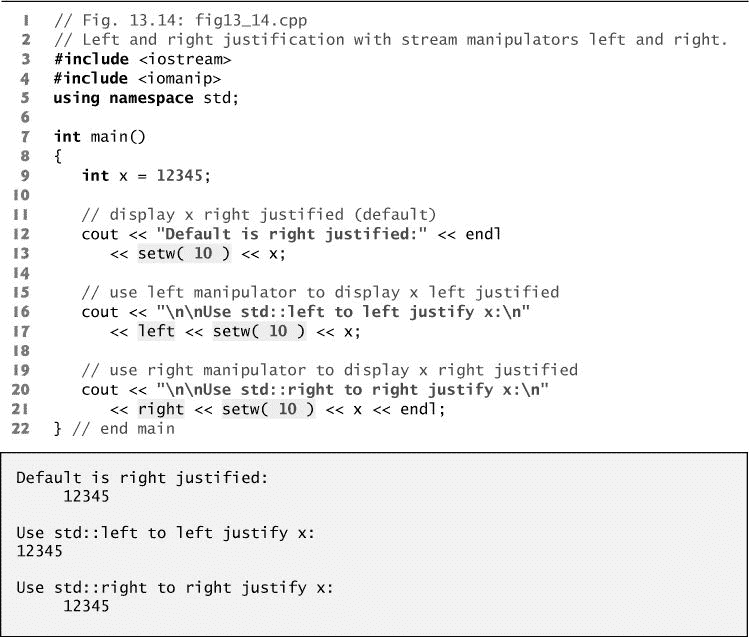 1 // Fig. 13.14: fig13_14.cpp
2 // Left and right justification with stream manipulators left and right.
3 #include <iostream>
4 #include <iomanip>
5 using namespace std;
6
7 int main()
8 {
9    int x = 12345;
10
11    // display x right justified (default)
12    cout << "Default is right justified:" << endl
13       << setw( 10 ) << x;
14
15    // use left manipulator to display x left justified
16    cout << "\n\nUse std::left to left justify x:\n"
17       << left << setw( 10 ) << x;
18
19    // use right manipulator to display x right justified
20    cout << "\n\nUse std::right to right justify x:\n"
21       << right << setw( 10 ) << x << endl;
22 } // end main
Default is right justified:
     12345
Use std::left to left justify x:
12345
Use std::right to right justify x:
     12345